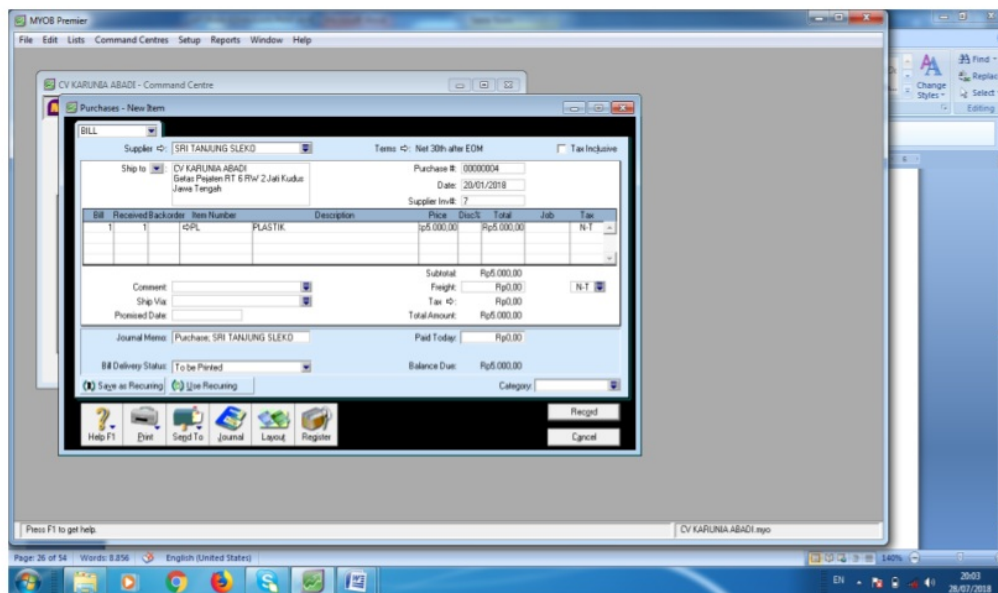 MYOB Premier
File Edit Lists Command Centres Setup Reports Window Help
CV KARUNIA ABADI - Command Centre
Purchases - New Item
BILL
Supplier SRI TANJUNG SLEKO Terms Net 30th after EOM Tax Inclusive
Ship to CV KARUNIA ABADI Purchase #: 00000004
Getas Pejaten RT 6 RW 2 Jati Kudus
Jawa Tengah
Date: 20/01/2018
Supplier Inv#: 7
Bill Received Backorder Item Number Description Price Disc% Total Job Tax
1 1 PL PLASTIK Rp5.000,00 N-T
Subtotal: Rp5.000,00
Comment: Freight: Rp0,00 N-T
Ship Via: Tax : Rp0,00
Promised Date: Total Amount: Rp5.000,00
Journal Memo: Purchase; SRI TANJUNG SLEKO Paid Today: Rp0,00
Bill Delivery Status: To be Printed Balance Due: Rp5.000,00
Save as Recurring Use Recurring Category:
Record
Help F1 Print Send To Journal Layout Register
Cancel
Press F1 to get help. CV KARUNIA ABADI.myo
Find
Change
Styles
Select
Editing
6
Page: 26 of 54 Words: 8.856 English (United States) 140%
EN 20:03
28/07/2018